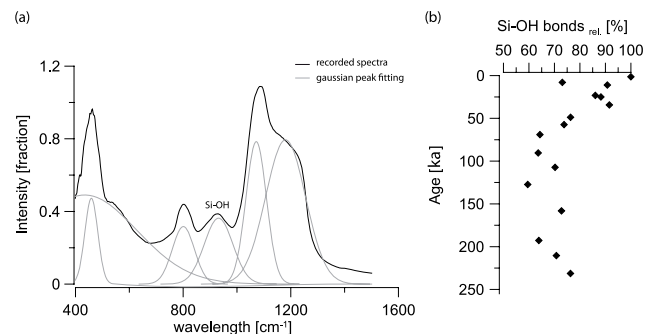 (a)
recorded spectra
gaussian peak fitting
1.2
0.8
0.4
0
Intensity [fraction]
Si-OH
400 800 1200 1600
wavelength [cm⁻¹]
(b)
Si-OH bonds rel. [%]
50 60 70 80 90 100
0
50
100
150
200
250
Age [ka]